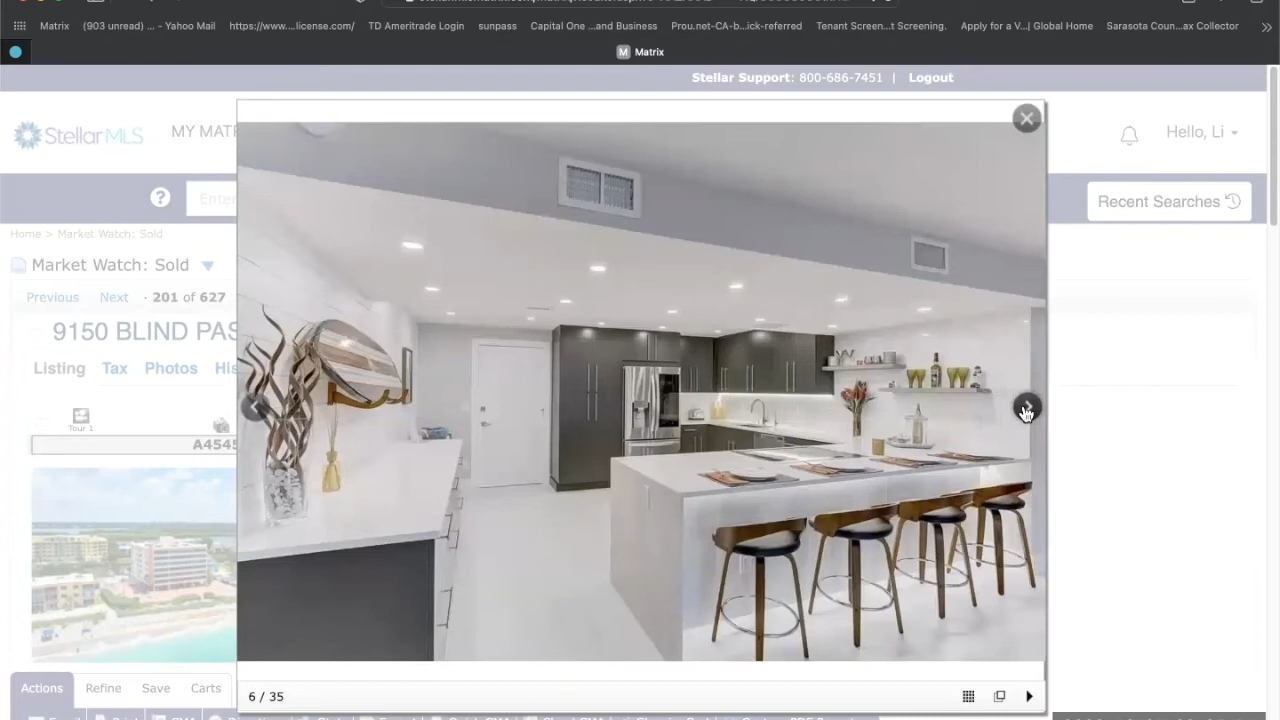 Matrix
(903 unread) ... – Yahoo Mail
https://www....license.com/
TD Ameritrade Login
sunpass
Capital One ...and Business
Prou.net-CA-b...ick-referred
Tenant Screen...t Screening.
Apply for a V...| Global Home
Sarasota Coun...ax Collector
M Matrix
Stellar Support: 800-686-7451 | Logout
StellarMLS
MY MATR
Hello, Li
? Enter
Recent Searches
Home > Market Watch: Sold
Market Watch: Sold
Previous Next · 201 of 627
9150 BLIND PAS
Listing Tax Photos His
Tour 1
A4545
6 / 35
Actions Refine Save Carts